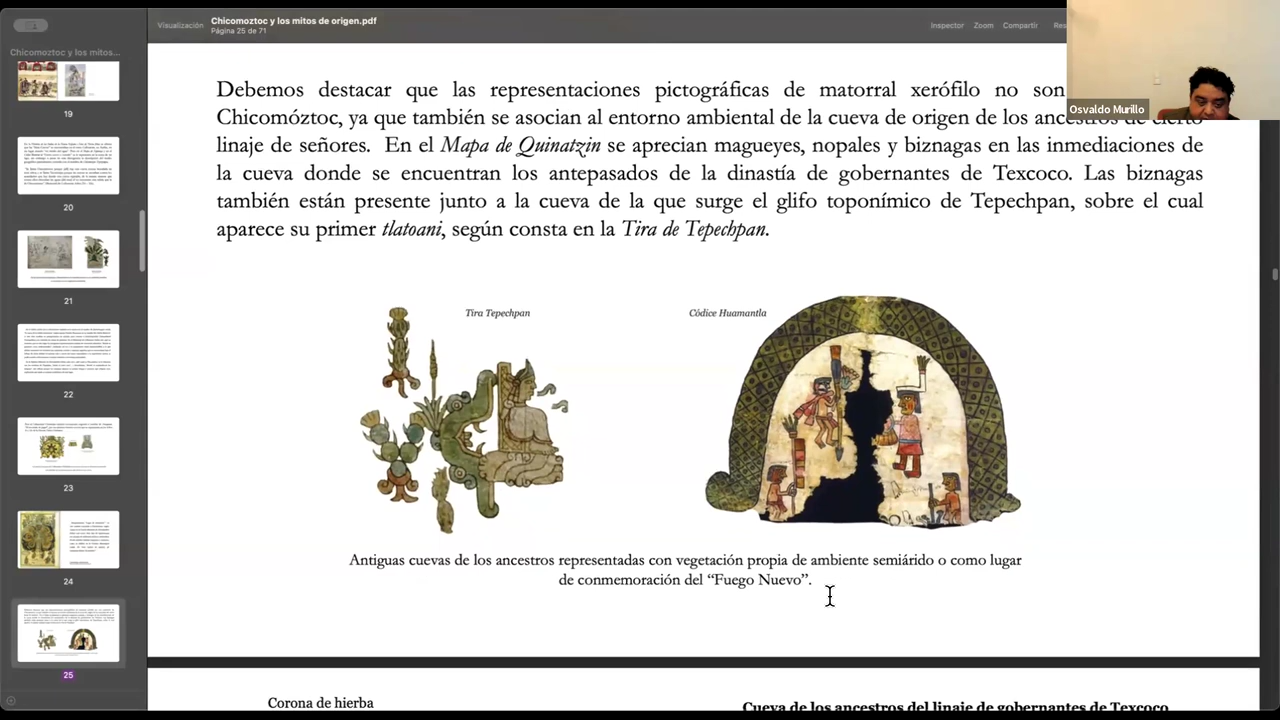 Visualización
Chicomoztoc y los mitos de origen.pdf
Página 25 de 71
Inspector
Zoom
Compartir
Chicomoztoc y los mitos...
19
20
21
22
23
24
25
Osvaldo Murillo
Debemos destacar que las representaciones pictográficas de matorral xerófilo no son
Chicomóztoc, ya que también se asocian al entorno ambiental de la cueva de origen de los ancestros de cierto
linaje de señores. En el Mapa de Quinatzin se aprecian magueyes, nopales y biznagas en las inmediaciones de
la cueva donde se encuentran los antepasados de la dinastía de gobernantes de Texcoco. Las biznagas
también están presente junto a la cueva de la que surge el glifo toponímico de Tepechpan, sobre el cual
aparece su primer tlatoani, según consta en la Tira de Tepechpan.
Tira Tepechpan
Códice Huamantla
Antiguas cuevas de los ancestros representadas con vegetación propia de ambiente semiárido o como lugar
de conmemoración del “Fuego Nuevo”.
Corona de hierba
Cueva de los ancestros del linaje de gobernantes de Texcoco